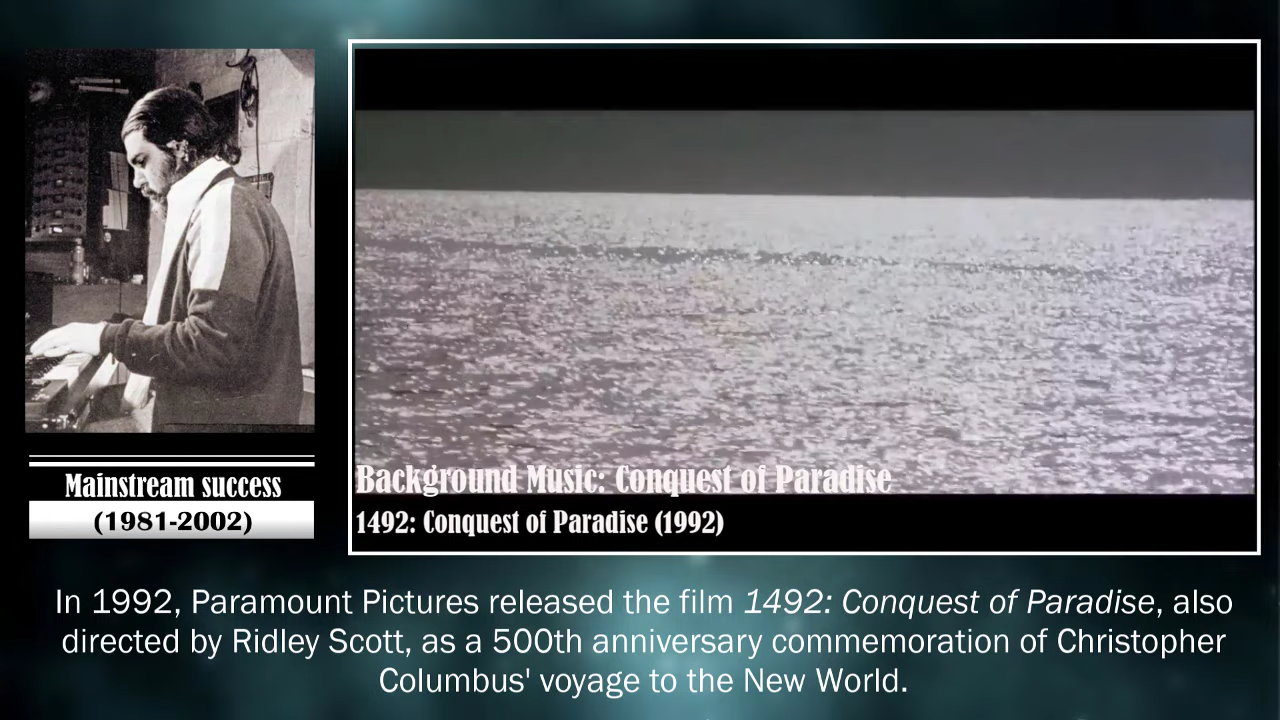 Mainstream success
(1981-2002)
Background Music: Conquest of Paradise
1492: Conquest of Paradise (1992)
In 1992, Paramount Pictures released the film 1492: Conquest of Paradise, also
directed by Ridley Scott, as a 500th anniversary commemoration of Christopher
Columbus' voyage to the New World.